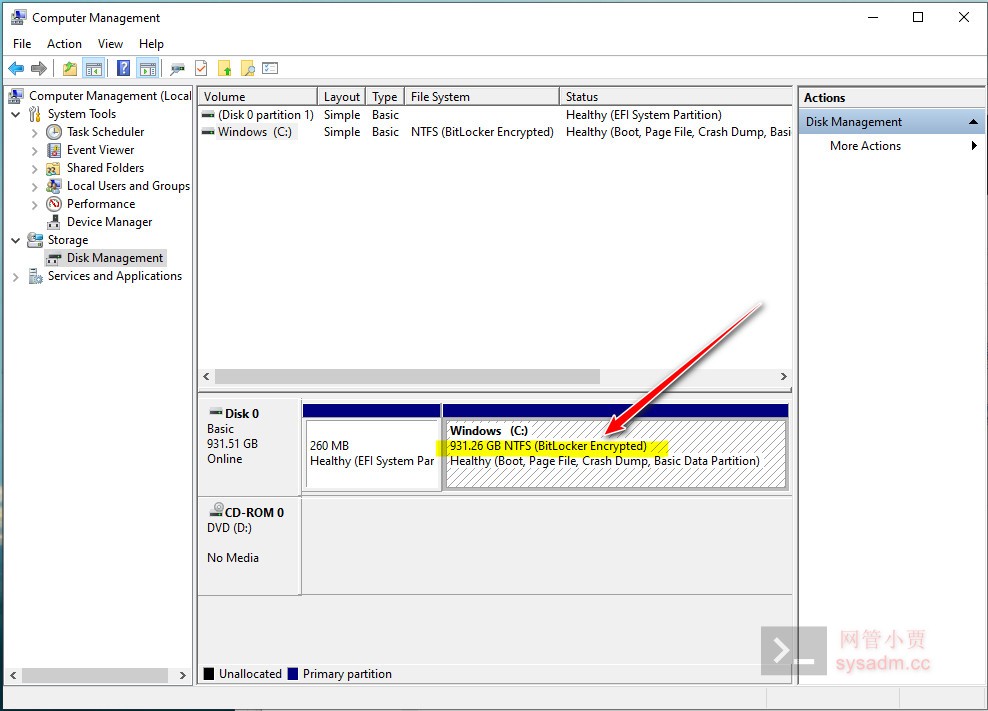 Computer Management
File Action View Help
Computer Management (Local
System Tools
Task Scheduler
Event Viewer
Shared Folders
Local Users and Groups
Performance
Device Manager
Storage
Disk Management
Services and Applications
Volume Layout Type File System Status
(Disk 0 partition 1) Simple Basic Healthy (EFI System Partition)
Windows (C:) Simple Basic NTFS (BitLocker Encrypted) Healthy (Boot, Page File, Crash Dump, Basi
Disk 0
Basic
931.51 GB
Online
260 MB
Healthy (EFI System Par
Windows (C:)
931.26 GB NTFS (BitLocker Encrypted)
Healthy (Boot, Page File, Crash Dump, Basic Data Partition)
CD-ROM 0
DVD (D:)
No Media
Unallocated Primary partition
Actions
Disk Management
More Actions
网管小贾
sysadm.cc